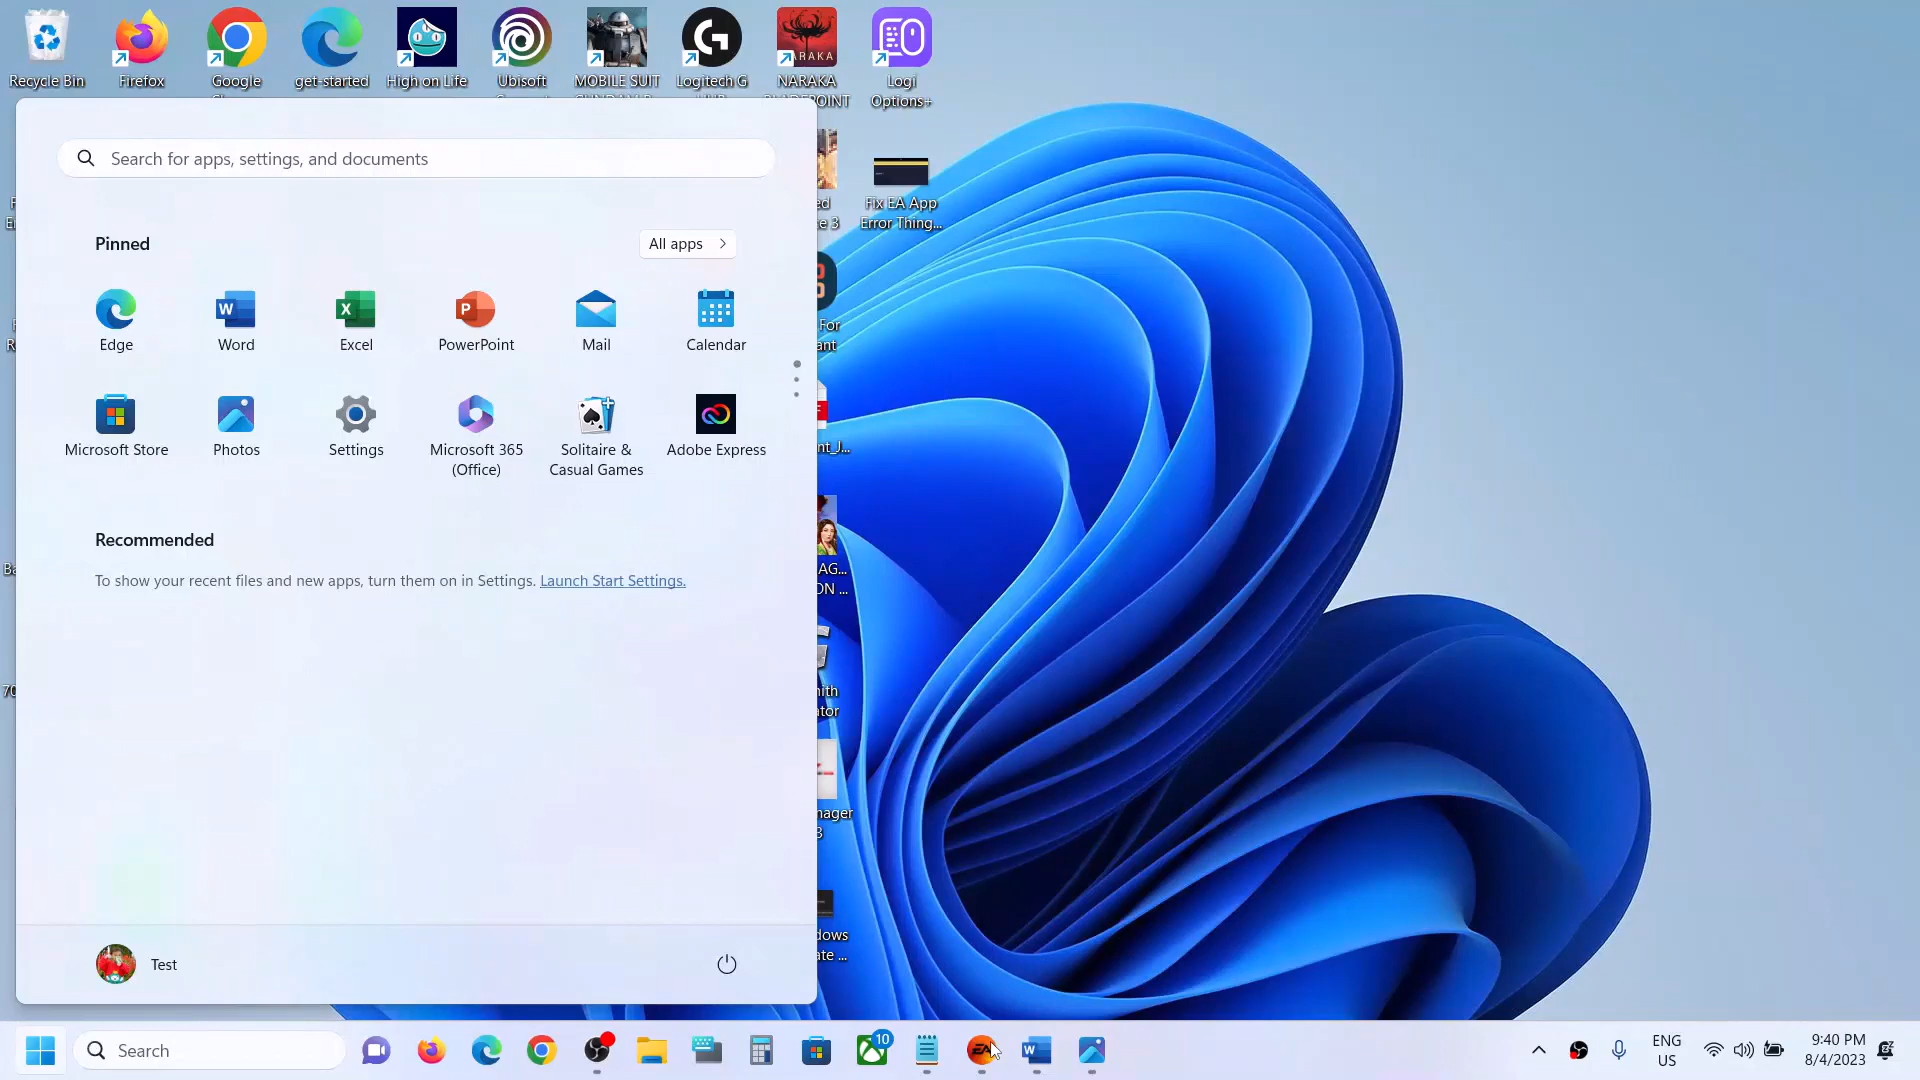 Recycle Bin
Firefox
Google
get-started
High on Life
Ubisoft
MOBILE SUIT
Logitech G
NARAKA
Logi
Options+
Search for apps, settings, and documents
Fix EA App
Error Thing...
Pinned
All apps
Edge
Word
Excel
PowerPoint
Mail
Calendar
Microsoft Store
Photos
Settings
Microsoft 365
(Office)
Solitaire &
Casual Games
Adobe Express
Recommended
To show your recent files and new apps, turn them on in Settings. Launch Start Settings.
Test
Search
10
ENG
US
9:40 PM
8/4/2023